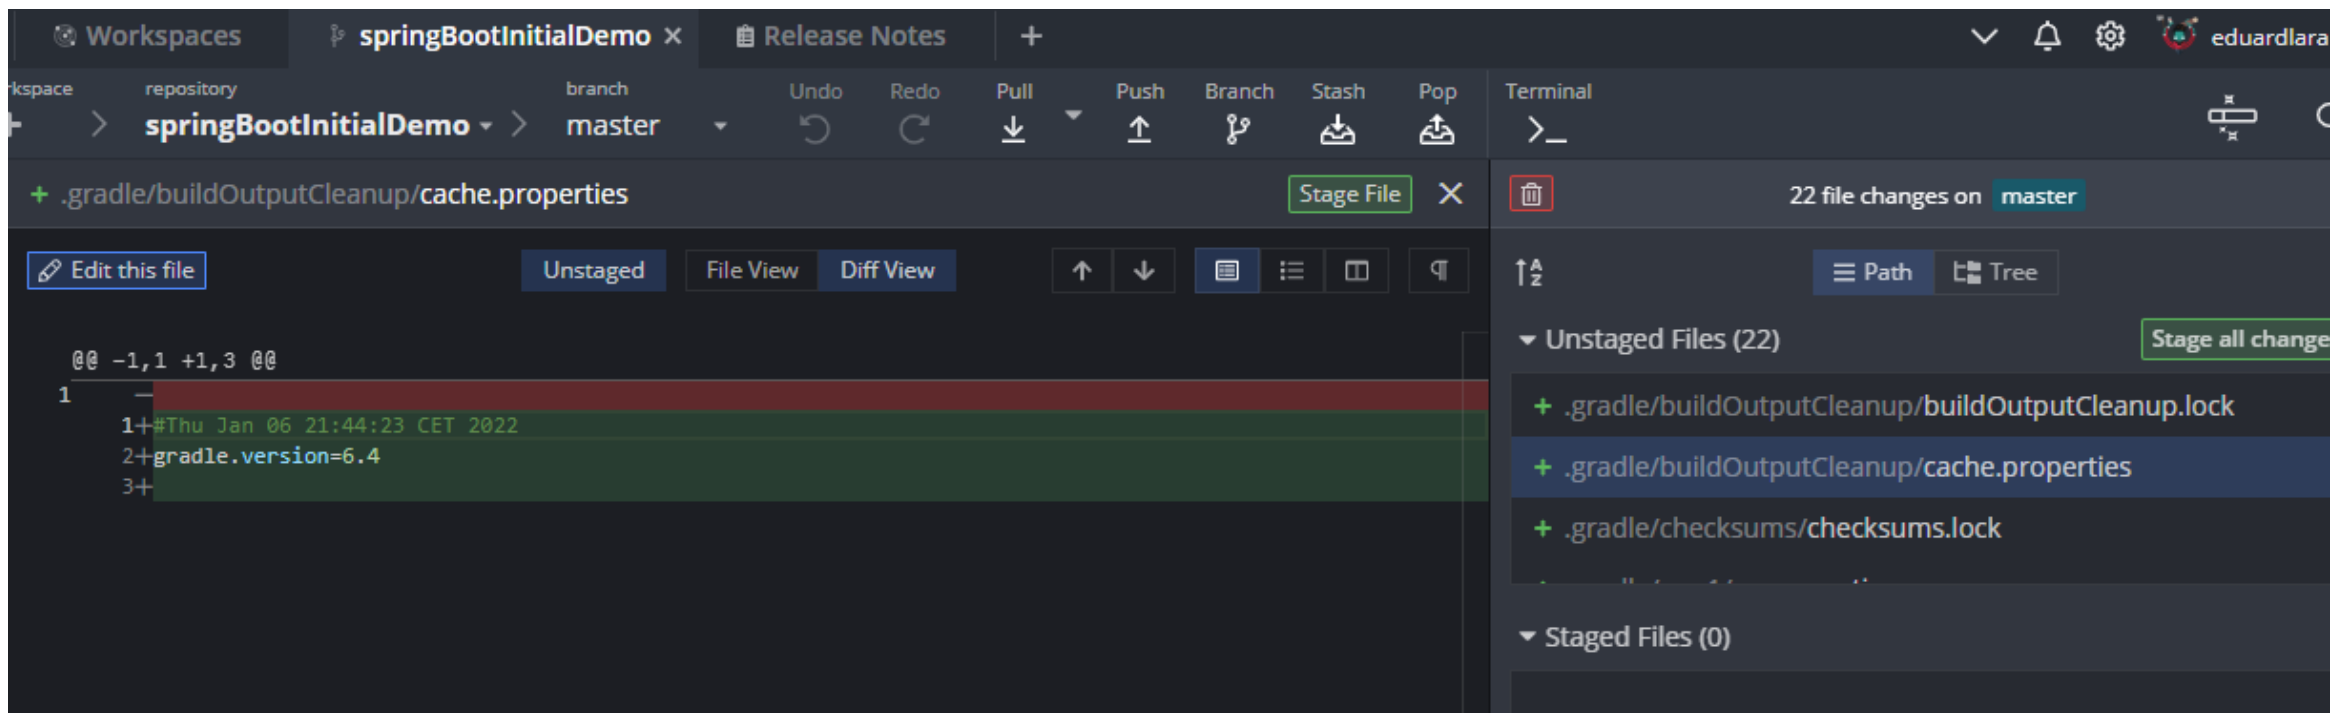 Workspaces springBootInitialDemo Release Notes eduardlara
kspace repository branch Undo Redo Pull Push Branch Stash Pop Terminal
springBootInitialDemo master
.gradle/buildOutputCleanup/cache.properties Stage File 22 file changes on master
Edit this file Unstaged File View Diff View Path Tree
Unstaged Files (22) Stage all change
@@ -1,1 +1,3 @@
1 -
1+#Thu Jan 06 21:44:23 CET 2022
2+gradle.version=6.4
3+
+ .gradle/buildOutputCleanup/buildOutputCleanup.lock
+ .gradle/buildOutputCleanup/cache.properties
+ .gradle/checksums/checksums.lock
Staged Files (0)